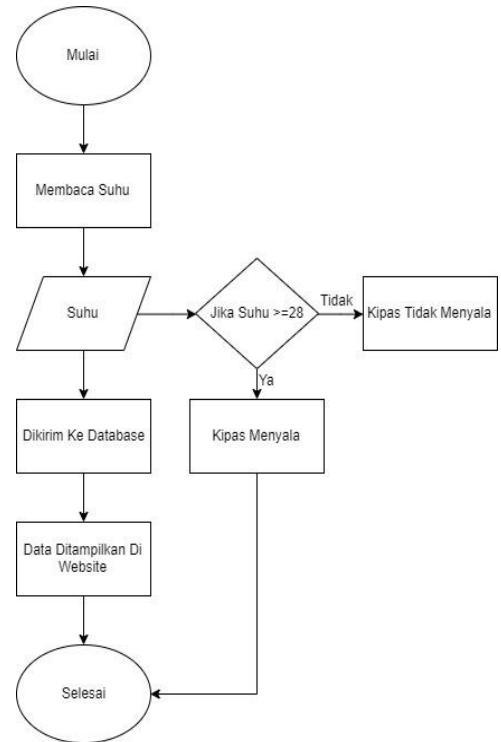 Mulai
Membaca Suhu
Suhu
Jika Suhu >=28
Tidak
Kipas Tidak Menyala
Ya
Dikirim Ke Database
Kipas Menyala
Data Ditampilkan Di
Website
Selesai